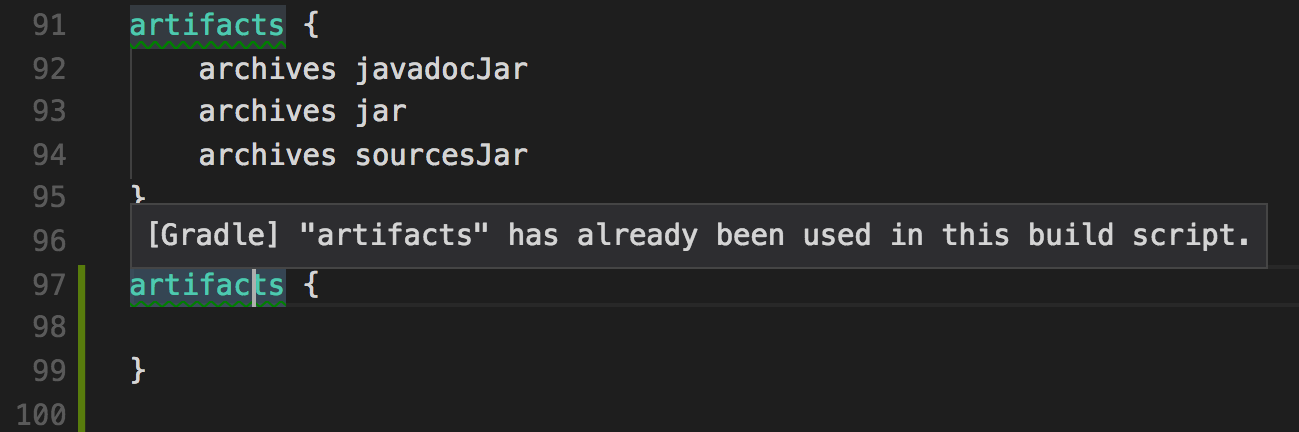 91 artifacts {
92 archives javadocJar
93 archives jar
94 archives sourcesJar
95 }
96 [Gradle] "artifacts" has already been used in this build script.
97 artifacts {
98
99 }
100